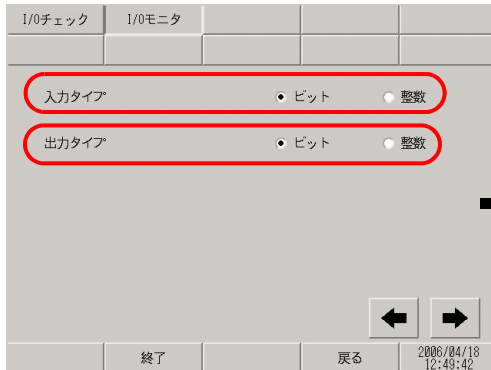 I/Oチェック I/Oモニタ
入力タイプ ビット 整数
出力タイプ ビット 整数
終了 戻る 2006/04/18
12:49:42